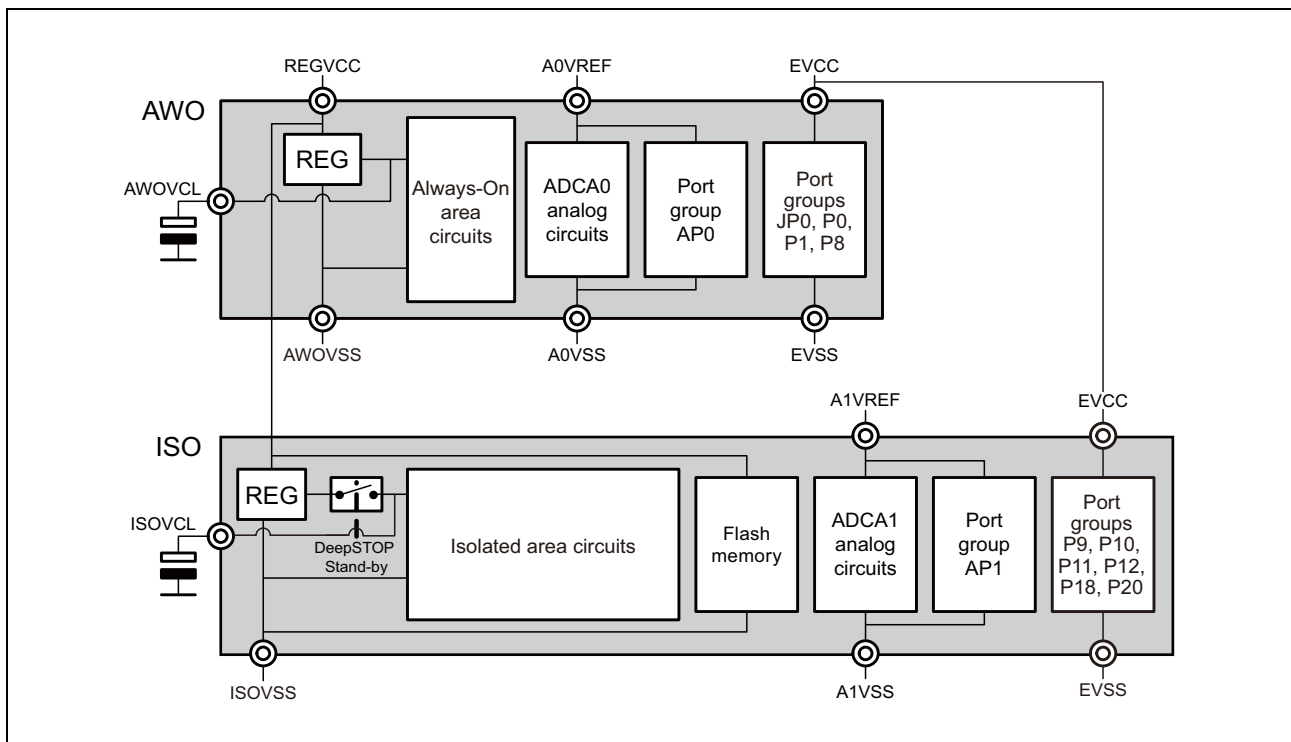 REGVCC
A0VREF
EVCC
AWO
REG
AWOVCL
Always-On
area
circuits
ADCA0
analog
circuits
Port
group
AP0
Port
groups
JP0, P0,
P1, P8
AWOVSS
A0VSS
EVSS
A1VREF
EVCC
ISO
REG
ISOVCL
DeepSTOP
Stand-by
Isolated area circuits
Flash
memory
ADCA1
analog
circuits
Port
group
AP1
Port
groups
P9, P10,
P11, P12,
P18, P20
ISOVSS
A1VSS
EVSS